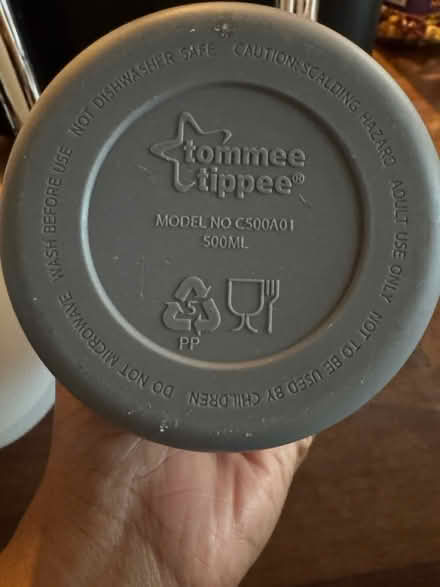 tommee
tippee®
MODEL NO C500A01
500ML
5
PP
WASH BEFORE USE NOT DISHWASHER SAFE CAUTION: SCALDING HAZARD ADULT USE ONLY NOT TO BE USED BY CHILDREN DO NOT MICROWAVE